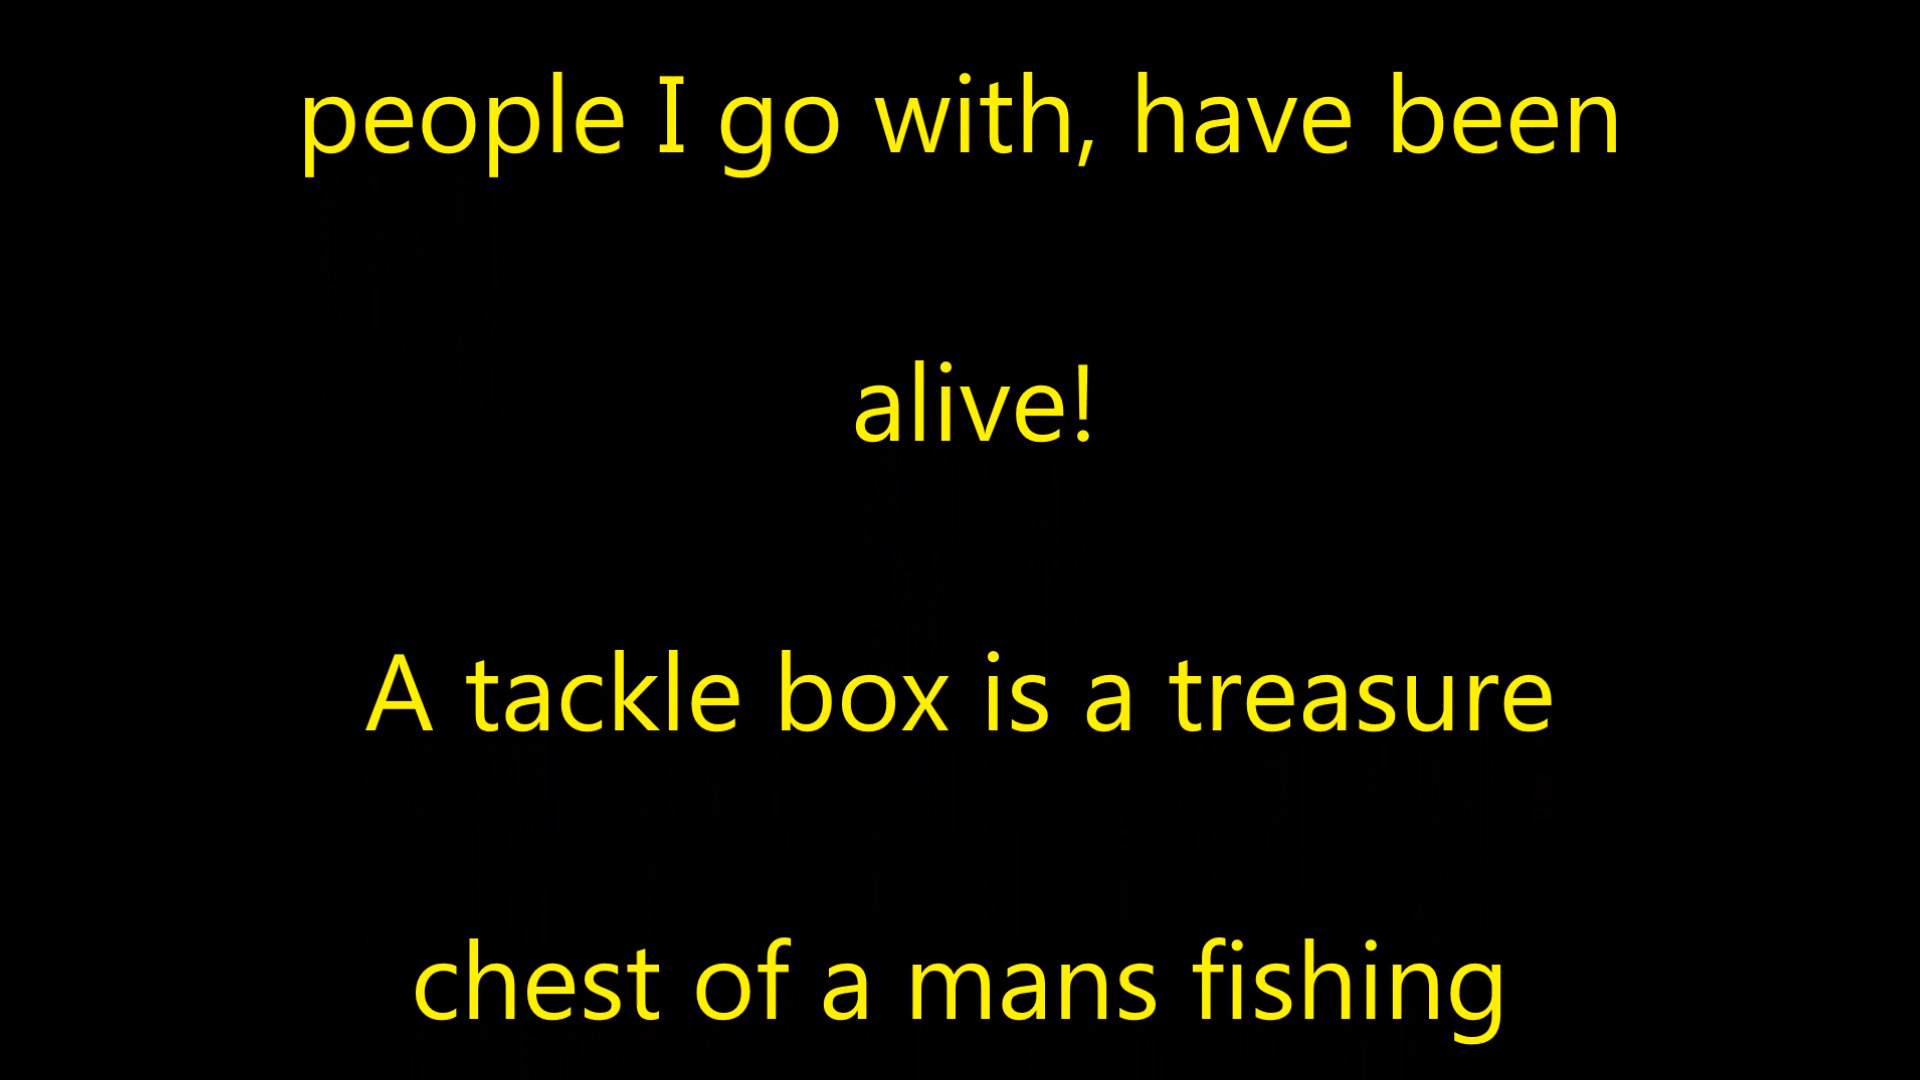 people I go with, have been
alive!
A tackle box is a treasure
chest of a mans fishing